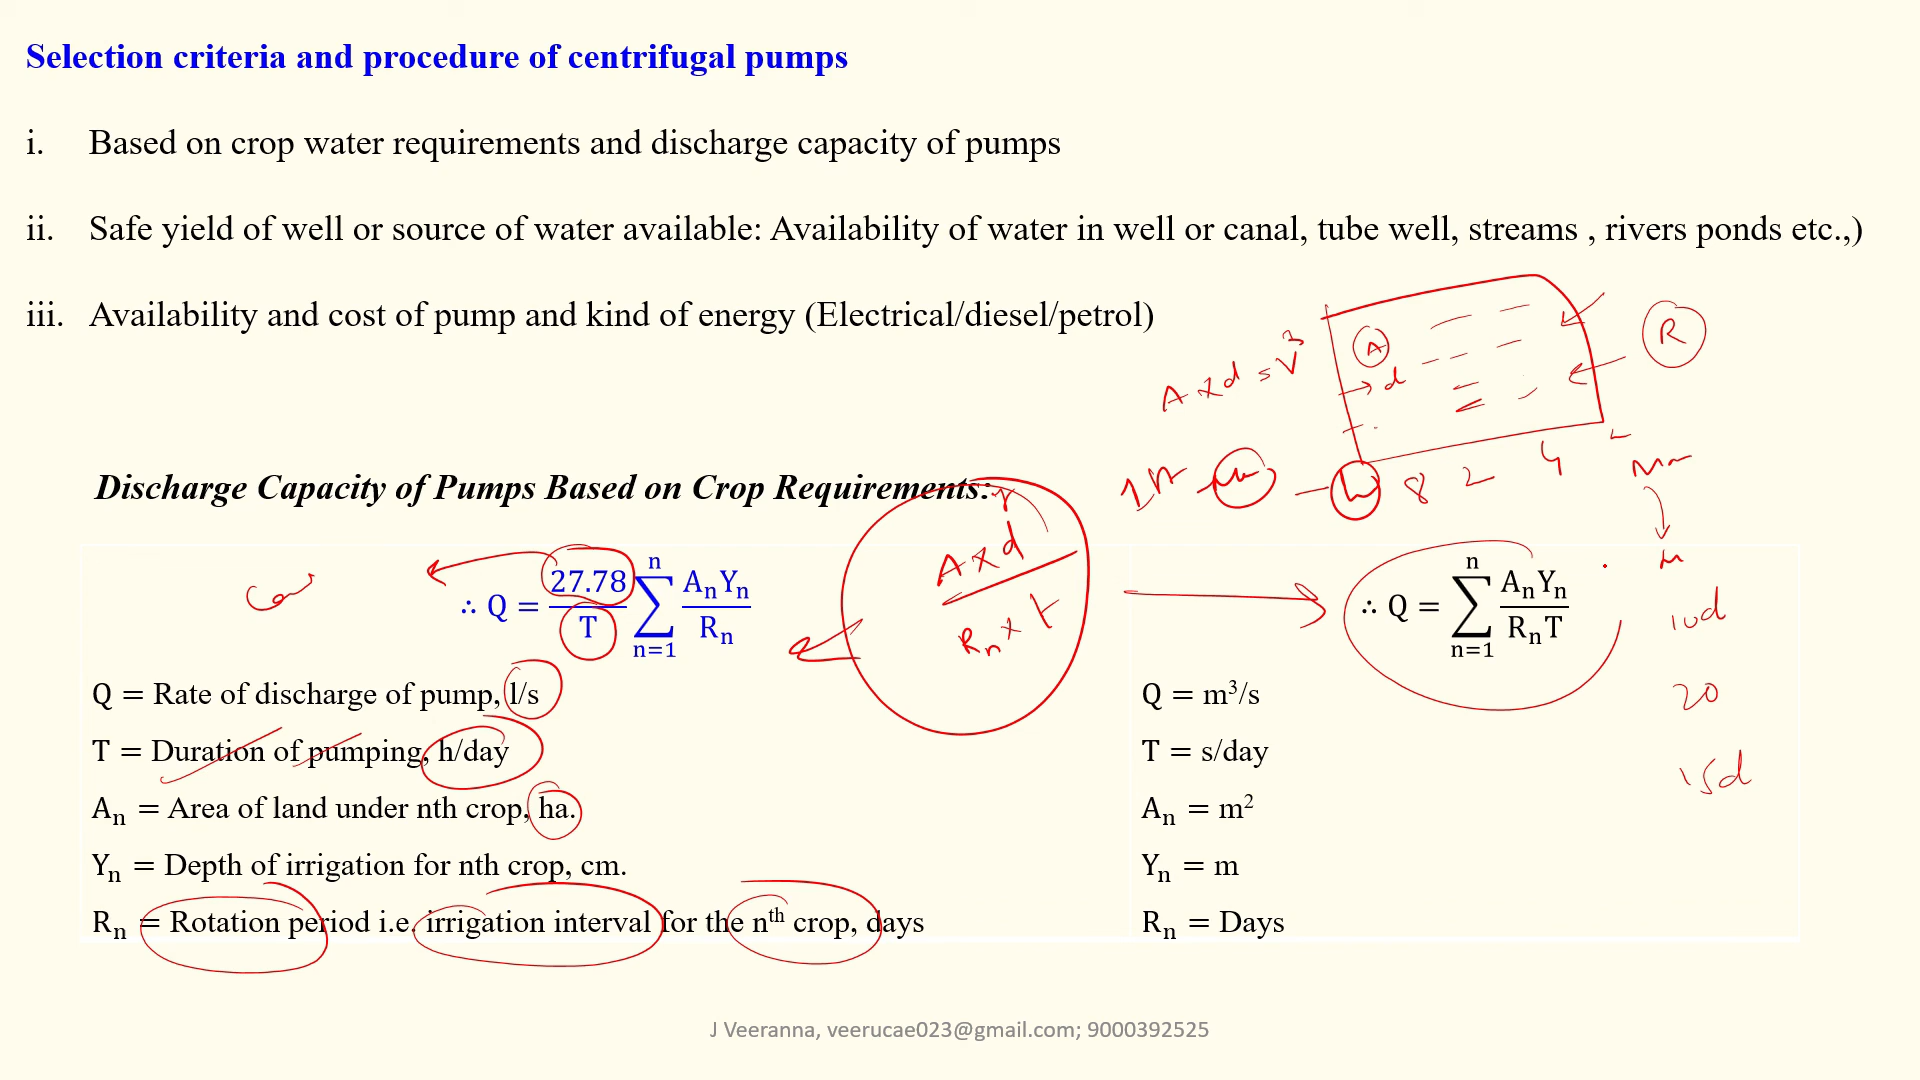 Selection criteria and procedure of centrifugal pumps
i. Based on crop water requirements and discharge capacity of pumps
ii. Safe yield of well or source of water available: Availability of water in well or canal, tube well, streams , rivers ponds etc.,)
iii. Availability and cost of pump and kind of energy (Electrical/diesel/petrol)
A
R
A x d = V³
d
8 2 4
Discharge Capacity of Pumps Based on Crop Requirements:
A x d
Rₙ x t
∴ Q = 27.78/T ∑ₙ₌₁ⁿ AₙYₙ/Rₙ
Q = Rate of discharge of pump, l/s
T = Duration of pumping, h/day
Aₙ = Area of land under nth crop, ha.
Yₙ = Depth of irrigation for nth crop, cm.
Rₙ = Rotation period i.e. irrigation interval for the nᵗʰ crop, days
∴ Q = ∑ₙ₌₁ⁿ AₙYₙ/RₙT
Q = m³/s
T = s/day
Aₙ = m²
Yₙ = m
Rₙ = Days
10d
20
15d
J Veeranna, veerucae023@gmail.com; 9000392525